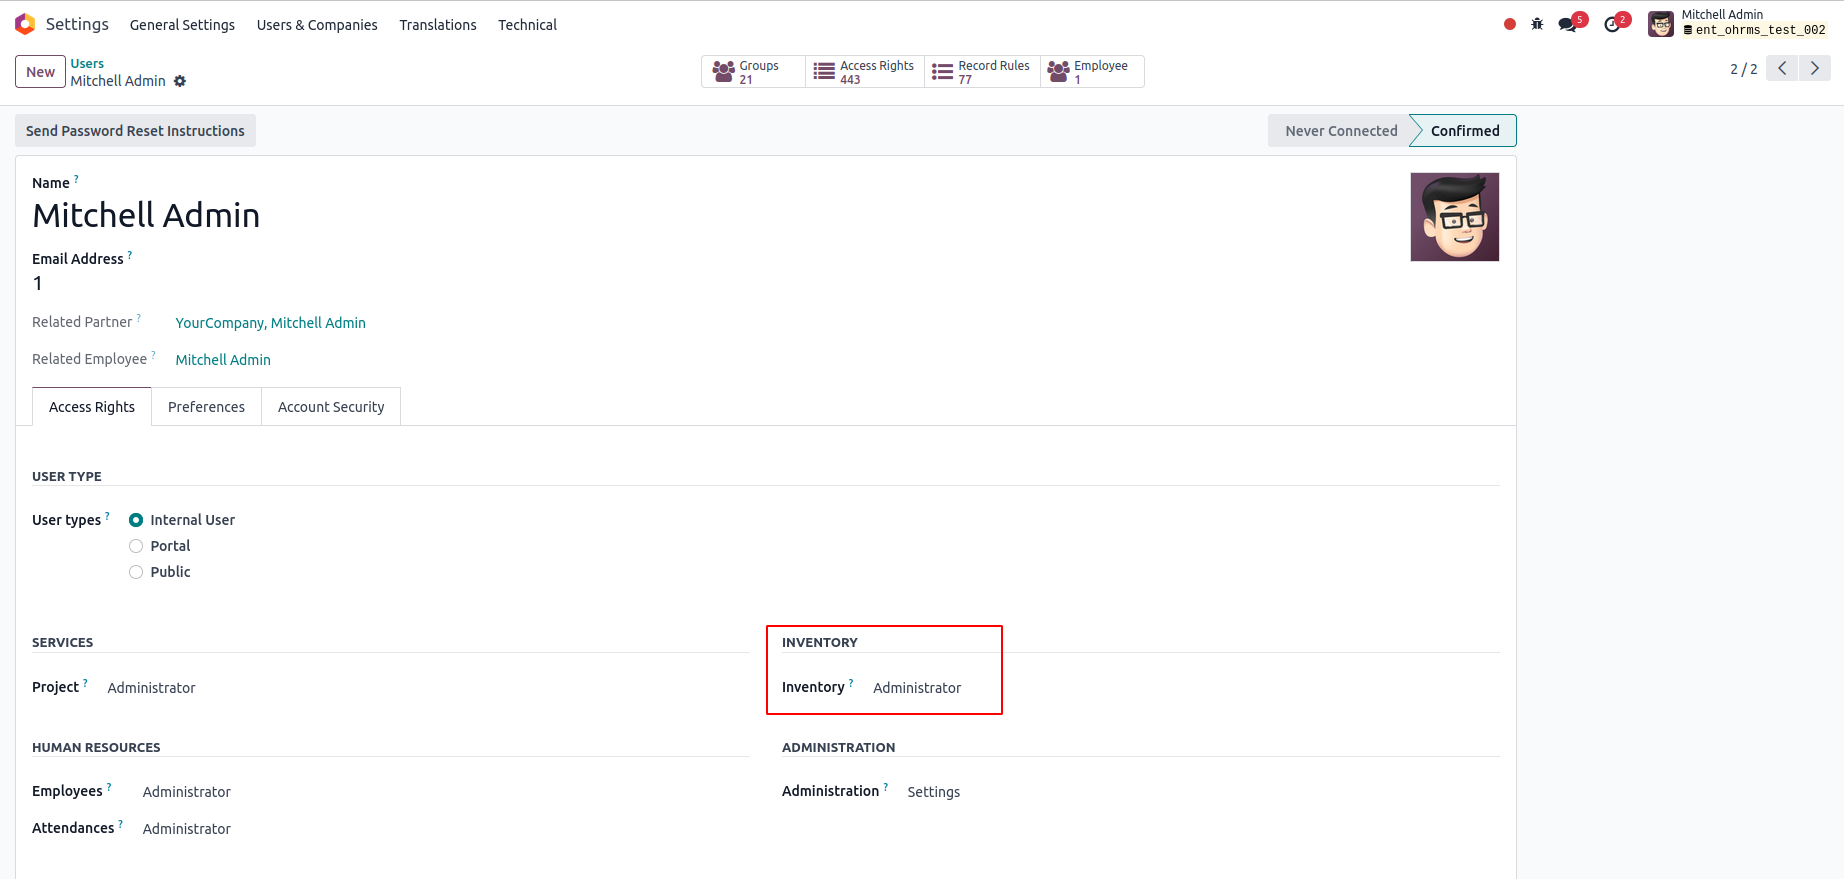 Settings General Settings Users & Companies Translations Technical 5 2 Mitchell Admin
ent_ohrms_test_002
New Users
Mitchell Admin
Groups 21 Access Rights 443 Record Rules 77 Employee 1
2 / 2
Send Password Reset Instructions Never Connected Confirmed
Name ?
Mitchell Admin
Email Address ?
1
Related Partner ? YourCompany, Mitchell Admin
Related Employee ? Mitchell Admin
Access Rights Preferences Account Security
USER TYPE
User types ? Internal User
Portal
Public
SERVICES INVENTORY
Project ? Administrator Inventory ? Administrator
HUMAN RESOURCES ADMINISTRATION
Employees ? Administrator Administration ? Settings
Attendances ? Administrator